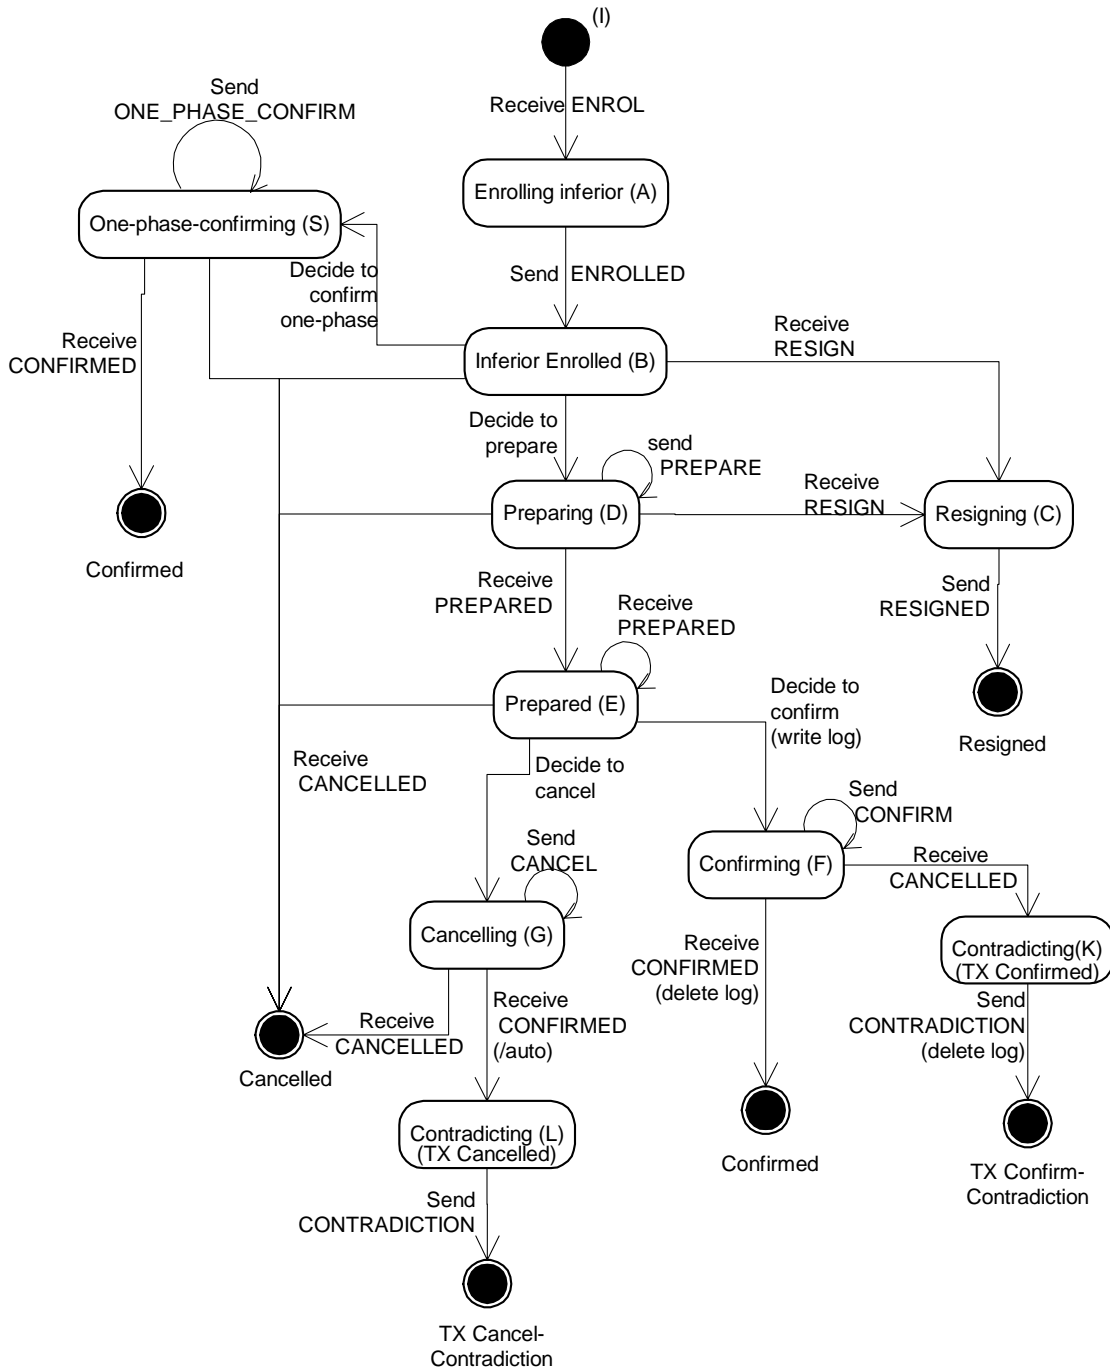 (I)
Send
ONE_PHASE_CONFIRM
Receive ENROL
Enrolling inferior (A)
One-phase-confirming (S)
Send ENROLLED
Decide to
confirm
one-phase
Receive
CONFIRMED
Inferior Enrolled (B)
Receive
RESIGN
Decide to
prepare
send
PREPARE
Preparing (D)
Receive
RESIGN
Resigning (C)
Confirmed
Receive
PREPARED
Receive
PREPARED
Send
RESIGNED
Prepared (E)
Decide to
confirm
(write log)
Resigned
Receive
CANCELLED
Decide to
cancel
Send
CONFIRM
Send
CANCEL
Confirming (F)
Receive
CANCELLED
Cancelling (G)
Receive
CONFIRMED
(delete log)
Contradicting(K)
(TX Confirmed)
Receive
CANCELLED
Receive
CONFIRMED
(/auto)
Send
CONTRADICTION
(delete log)
Cancelled
Contradicting (L)
(TX Cancelled)
Confirmed
TX Confirm-
Contradiction
Send
CONTRADICTION
TX Cancel-
Contradiction